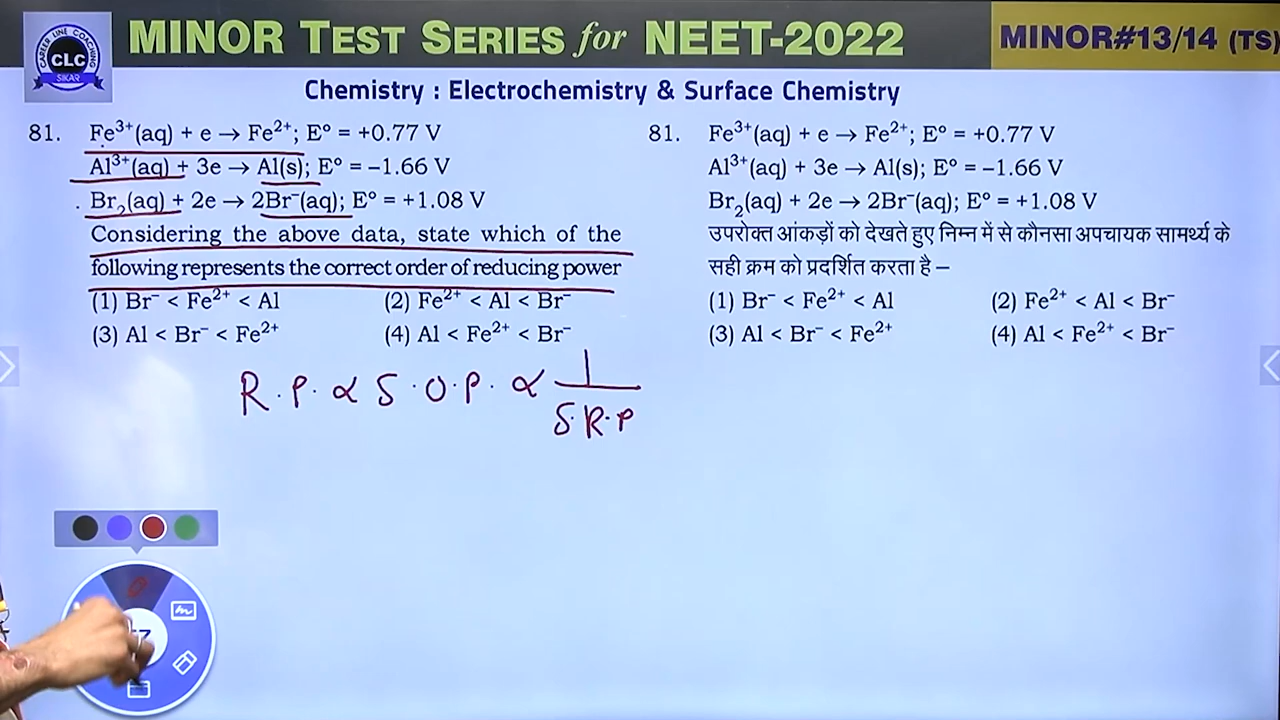 MINOR TEST SERIES for NEET-2022
MINOR#13/14 (TS)
CAREER LINE COACHING
CLC
SIKAR
Chemistry : Electrochemistry & Surface Chemistry
81. Fe³⁺(aq) + e → Fe²⁺; E° = +0.77 V
Al³⁺(aq) + 3e → Al(s); E° = –1.66 V
Br₂(aq) + 2e → 2Br⁻(aq); E° = +1.08 V
Considering the above data, state which of the
following represents the correct order of reducing power
(1) Br⁻ < Fe²⁺ < Al (2) Fe²⁺ < Al < Br⁻
(3) Al < Br⁻ < Fe²⁺ (4) Al < Fe²⁺ < Br⁻
R.P. ∝ S.O.P. ∝ 1
S.R.P
81. Fe³⁺(aq) + e → Fe²⁺; E° = +0.77 V
Al³⁺(aq) + 3e → Al(s); E° = –1.66 V
Br₂(aq) + 2e → 2Br⁻(aq); E° = +1.08 V
उपरोक्त आंकड़ों को देखते हुए निम्न में से कौनसा अपचायक सामर्थ्य के
सही क्रम को प्रदर्शित करता है –
(1) Br⁻ < Fe²⁺ < Al (2) Fe²⁺ < Al < Br⁻
(3) Al < Br⁻ < Fe²⁺ (4) Al < Fe²⁺ < Br⁻